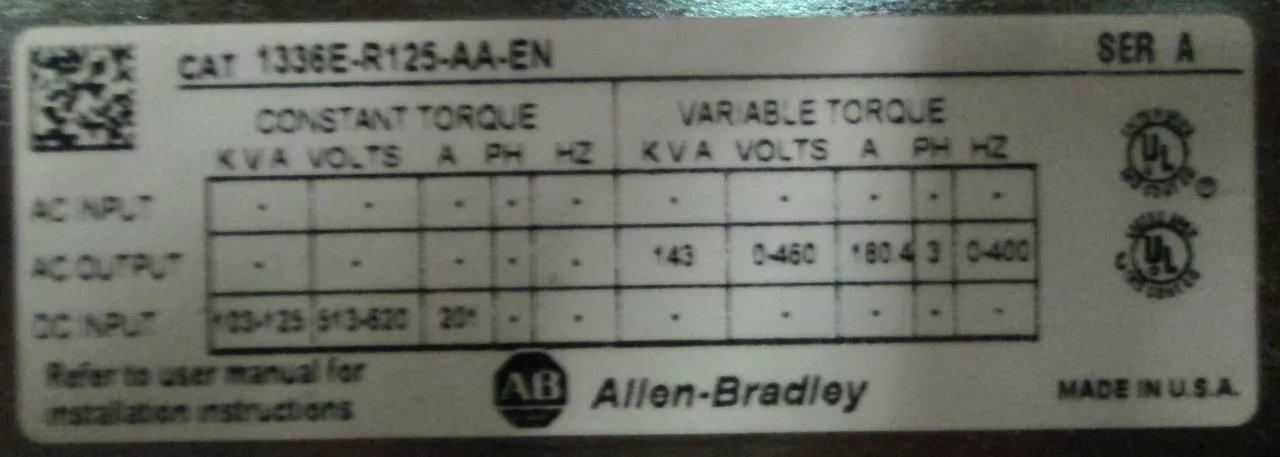 CAT 1336E-R125-AA-EN SER A
CONSTANT TORQUE VARIABLE TORQUE
KVA VOLTS A PH HZ KVA VOLTS A PH HZ
AC INPUT - - - - - - - - - -
AC OUTPUT - - - - - 143 0-460 180.4 3 0-400
DC INPUT 103-125 513-620 201 - - - - - - -
Refer to user manual for
installation instructions
AB Allen-Bradley MADE IN U.S.A.
UL
C UL